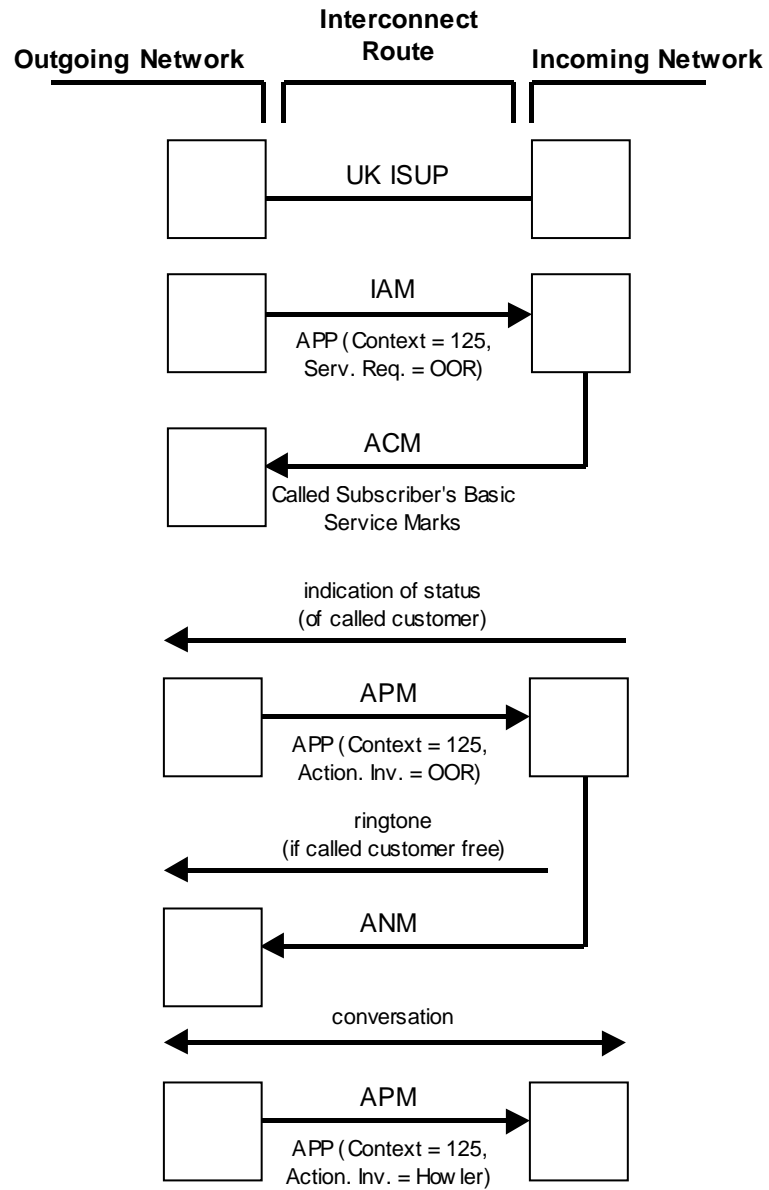 Interconnect
Route
Outgoing Network
Incoming Network
UK ISUP
IAM
APP (Context = 125,
Serv. Req. = OOR)
ACM
Called Subscriber's Basic
Service Marks
indication of status
(of called customer)
APM
APP (Context = 125,
Action. Inv. = OOR)
ringtone
(if called customer free)
ANM
conversation
APM
APP (Context = 125,
Action. Inv. = Howler)